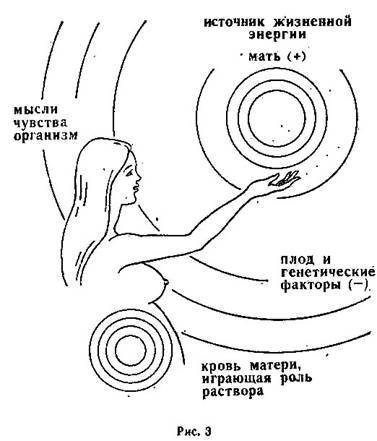 источник жизненной
энергии
мать (+)
мысли
чувства
организм
плод и
генетические
факторы (—)
кровь матери,
играющая роль
раствора
Рис. 3